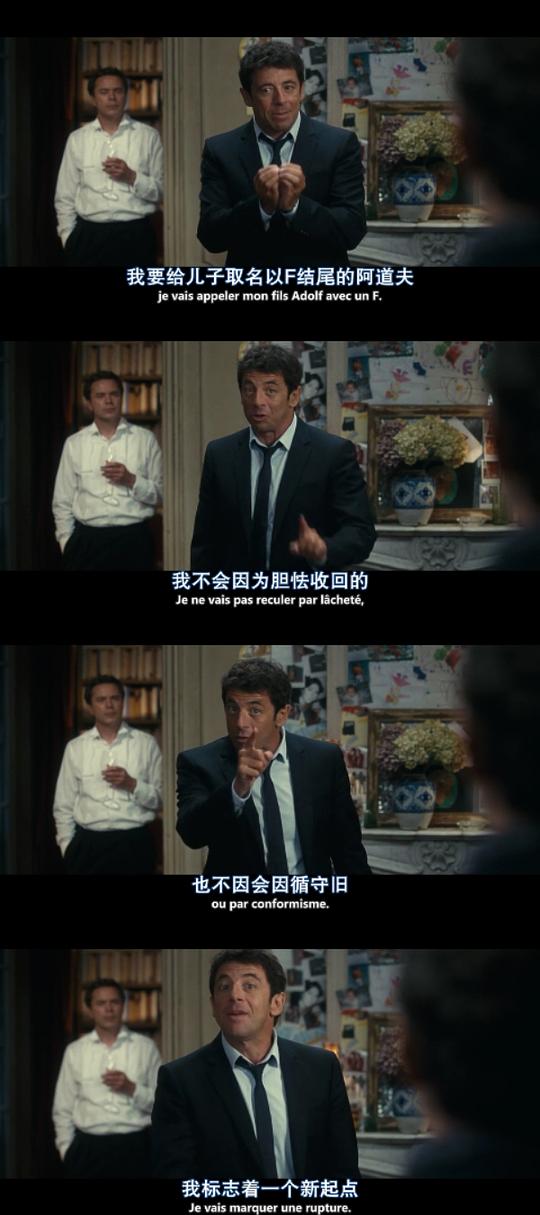 我要给儿子取名以F结尾的阿道夫
je vais appeler mon fils Adolf avec un F.
我不会因为胆怯收回的
Je ne vais pas reculer par lâcheté,
也不因会因循守旧
ou par conformisme.
我标志着一个新起点
Je vais marquer une rupture.